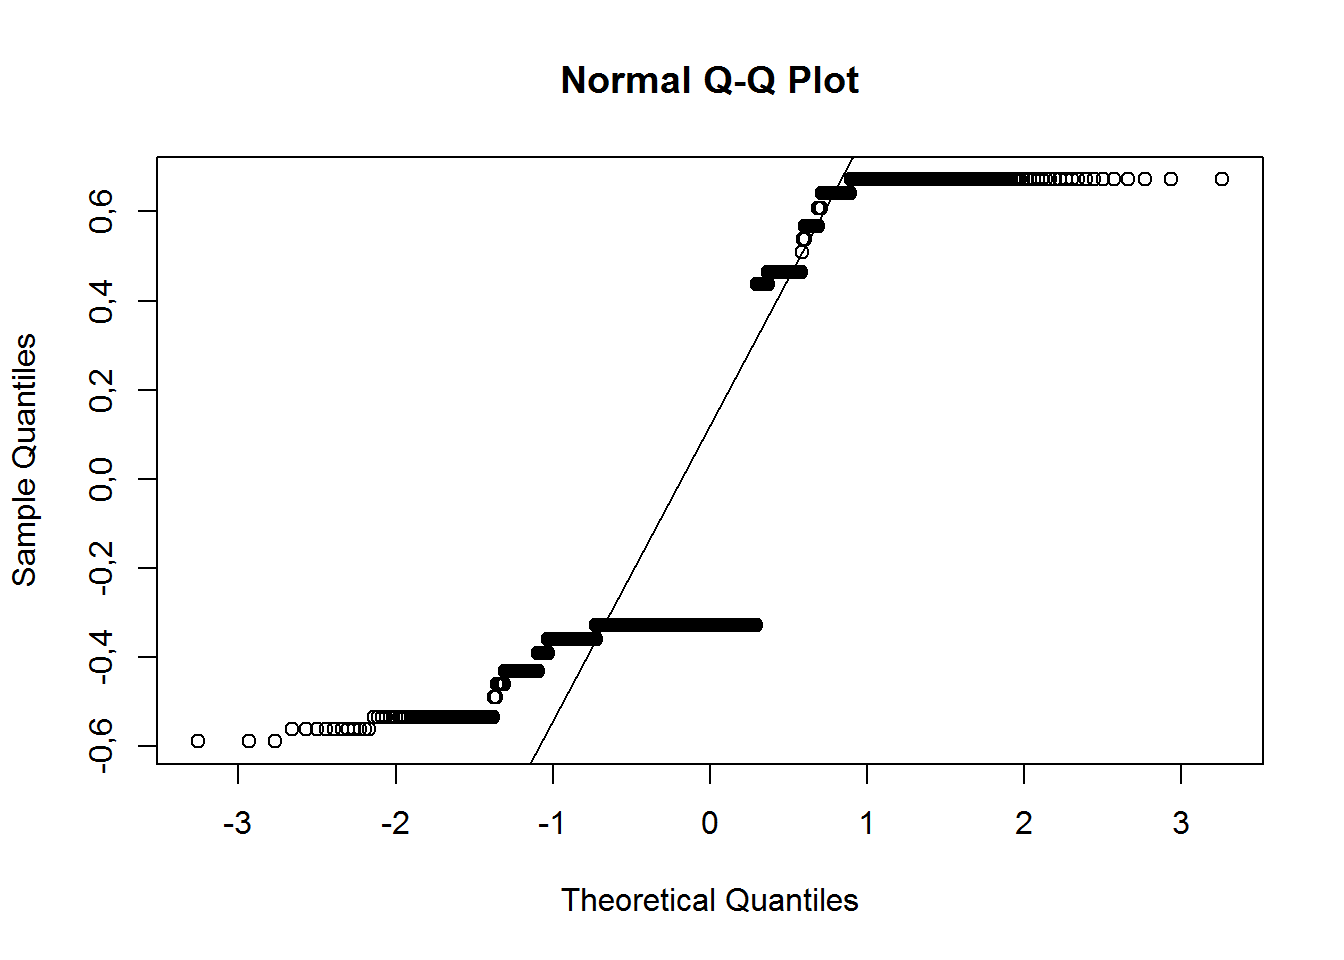 Normal Q-Q Plot
Sample Quantiles
0,6
0,4
0,2
0,0
-0,2
-0,4
-0,6
-3 -2 -1 0 1 2 3
Theoretical Quantiles